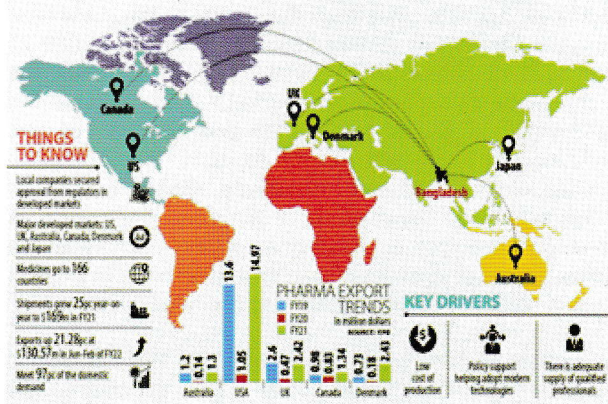 Canada
US
UK
Denmark
Japan
Bangladesh
Australia
THINGS
TO KNOW
Local companies secured
approval from regulators in
developed markets
Major developed markets: US,
UK, Australia, Canada, Denmark
and Japan
Medicines go to 166
countries
Shipments grew 25pc year-on-
year to $169m in FY21
Exports up 21.28pc at
$130.57m in Jun-Feb of FY22
Meet 97pc of the domestic
demand
PHARMA EXPORT
TRENDS
In million dollars
SOURCE: EPB
FY19
FY20
FY21
1.2
0.14
1.3
13.6
14.97
2.6
0.47
2.42
0.98
0.83
1.34
0.73
0.18
2.43
Australia
USA
UK
Canada
Denmark
KEY DRIVERS
Low
cost of
production
Policy support
helping adopt modern
technologies
There is adequate
supply of qualified
professionals